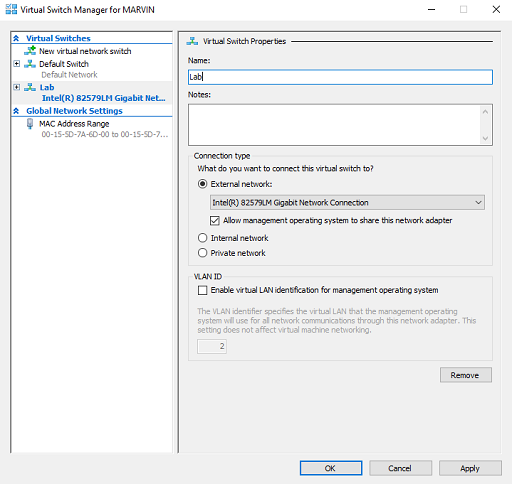 Virtual Switch Manager for MARVIN
Virtual Switches
New virtual network switch
Default Switch
Default Network
Lab
Intel(R) 82579LM Gigabit Net...
Global Network Settings
MAC Address Range
00-15-5D-7A-6D-00 to 00-15-5D-7...
Virtual Switch Properties
Name:
Lab
Notes:
Connection type
What do you want to connect this virtual switch to?
External network:
Intel(R) 82579LM Gigabit Network Connection
Allow management operating system to share this network adapter
Internal network
Private network
VLAN ID
Enable virtual LAN identification for management operating system
The VLAN identifier specifies the virtual LAN that the management operating
system will use for all network communications through this network adapter. This
setting does not affect virtual machine networking.
2
Remove
OK
Cancel
Apply